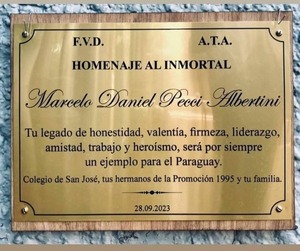 F.V.D. A.T.A.
HOMENAJE AL INMORTAL
Marcelo Daniel Pecci Albertini
Tu legado de honestidad, valentía, firmeza, liderazgo,
amistad, trabajo y heroísmo, será por siempre
un ejemplo para el Paraguay.
Colegio de San José, tus hermanos de la Promoción 1995 y tu familia.
28.09.2023